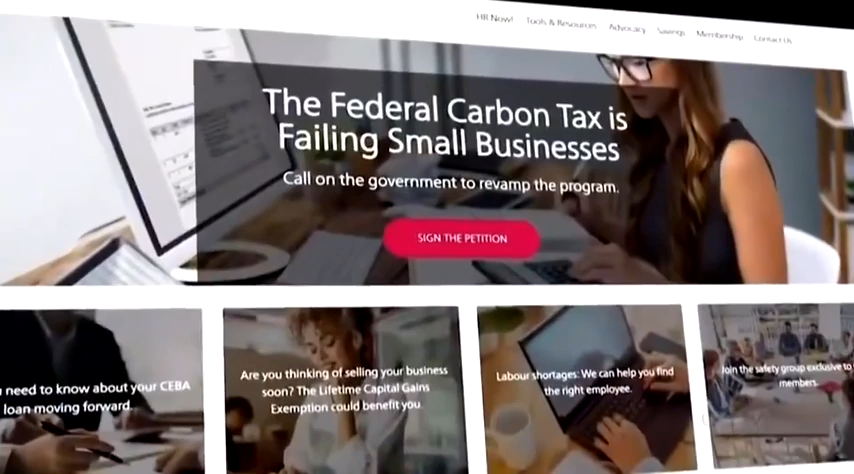 HR Now! Tools & Resources Advocacy Savings Membership Contact Us
The Federal Carbon Tax is
Failing Small Businesses
Call on the government to revamp the program.
SIGN THE PETITION
need to know about your CEBA
loan moving forward.
Are you thinking of selling your business
soon? The Lifetime Capital Gains
Exemption could benefit you.
Labour shortages: We can help you find
the right employee.
Join the safety group exclusive to
members.